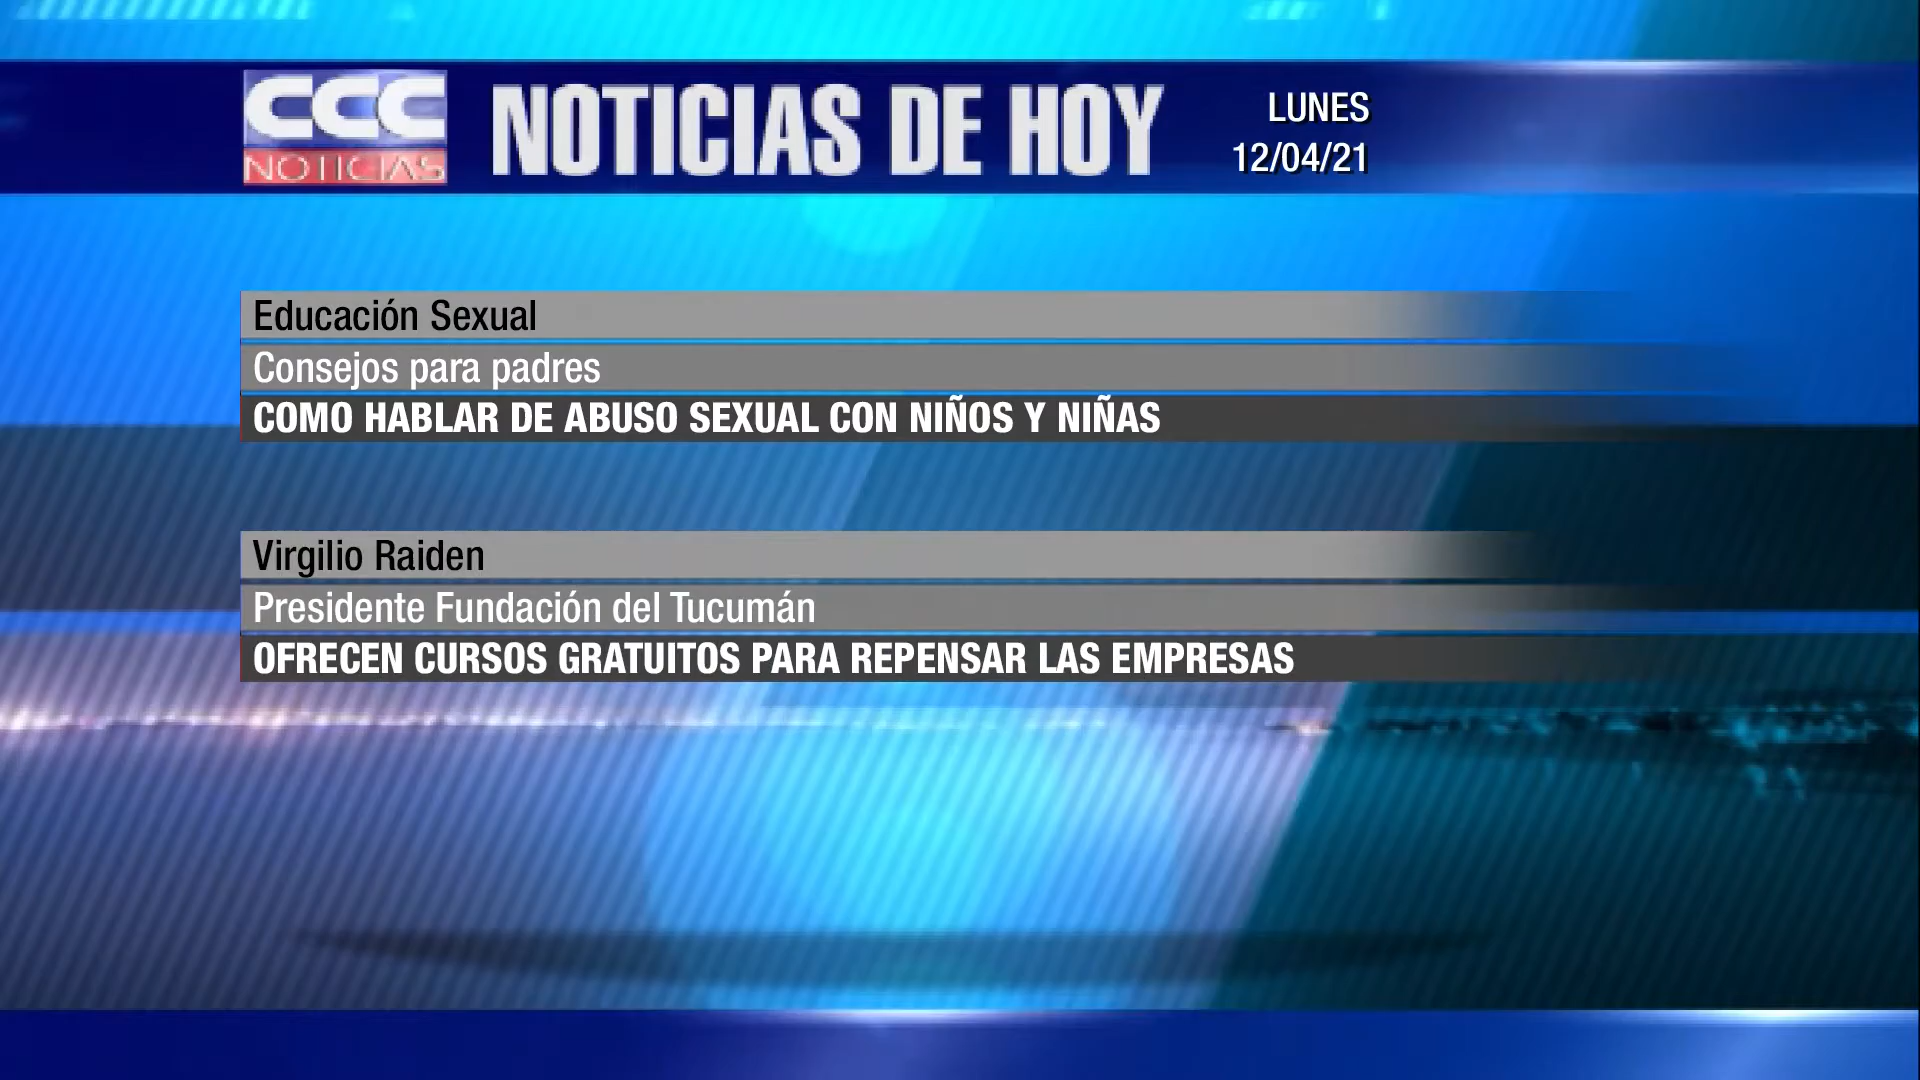 CCC
NOTICIAS
NOTICIAS DE HOY
LUNES
12/04/21
Educación Sexual
Consejos para padres
COMO HABLAR DE ABUSO SEXUAL CON NIÑOS Y NIÑAS
Virgilio Raiden
Presidente Fundación del Tucumán
OFRECEN CURSOS GRATUITOS PARA REPENSAR LAS EMPRESAS